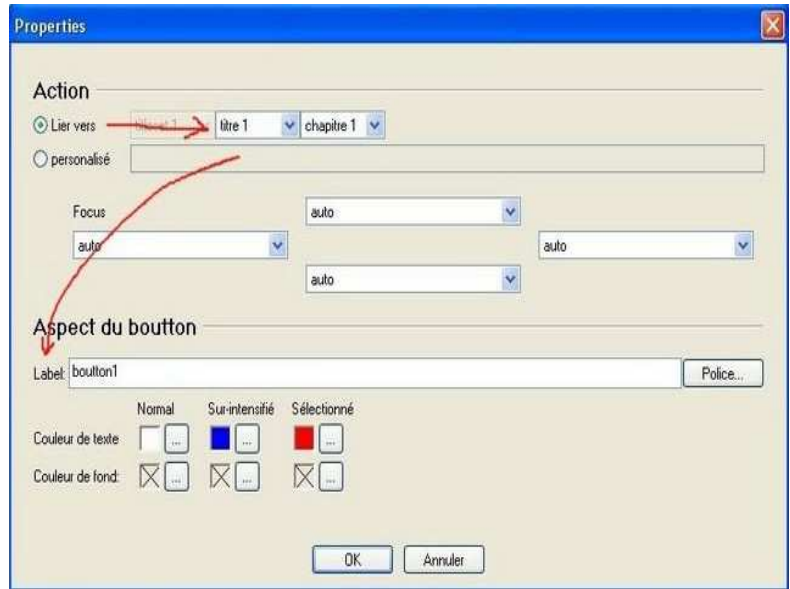 Properties
Action
Lier vers titre 1 chapitre 1
personalisé
Focus auto
auto auto
auto
Aspect du boutton
Label: boutton1 Police...
Normal Sur-intensifié Sélectionné
Couleur de texte ... ... ...
Couleur de fond: ... ... ...
OK Annuler